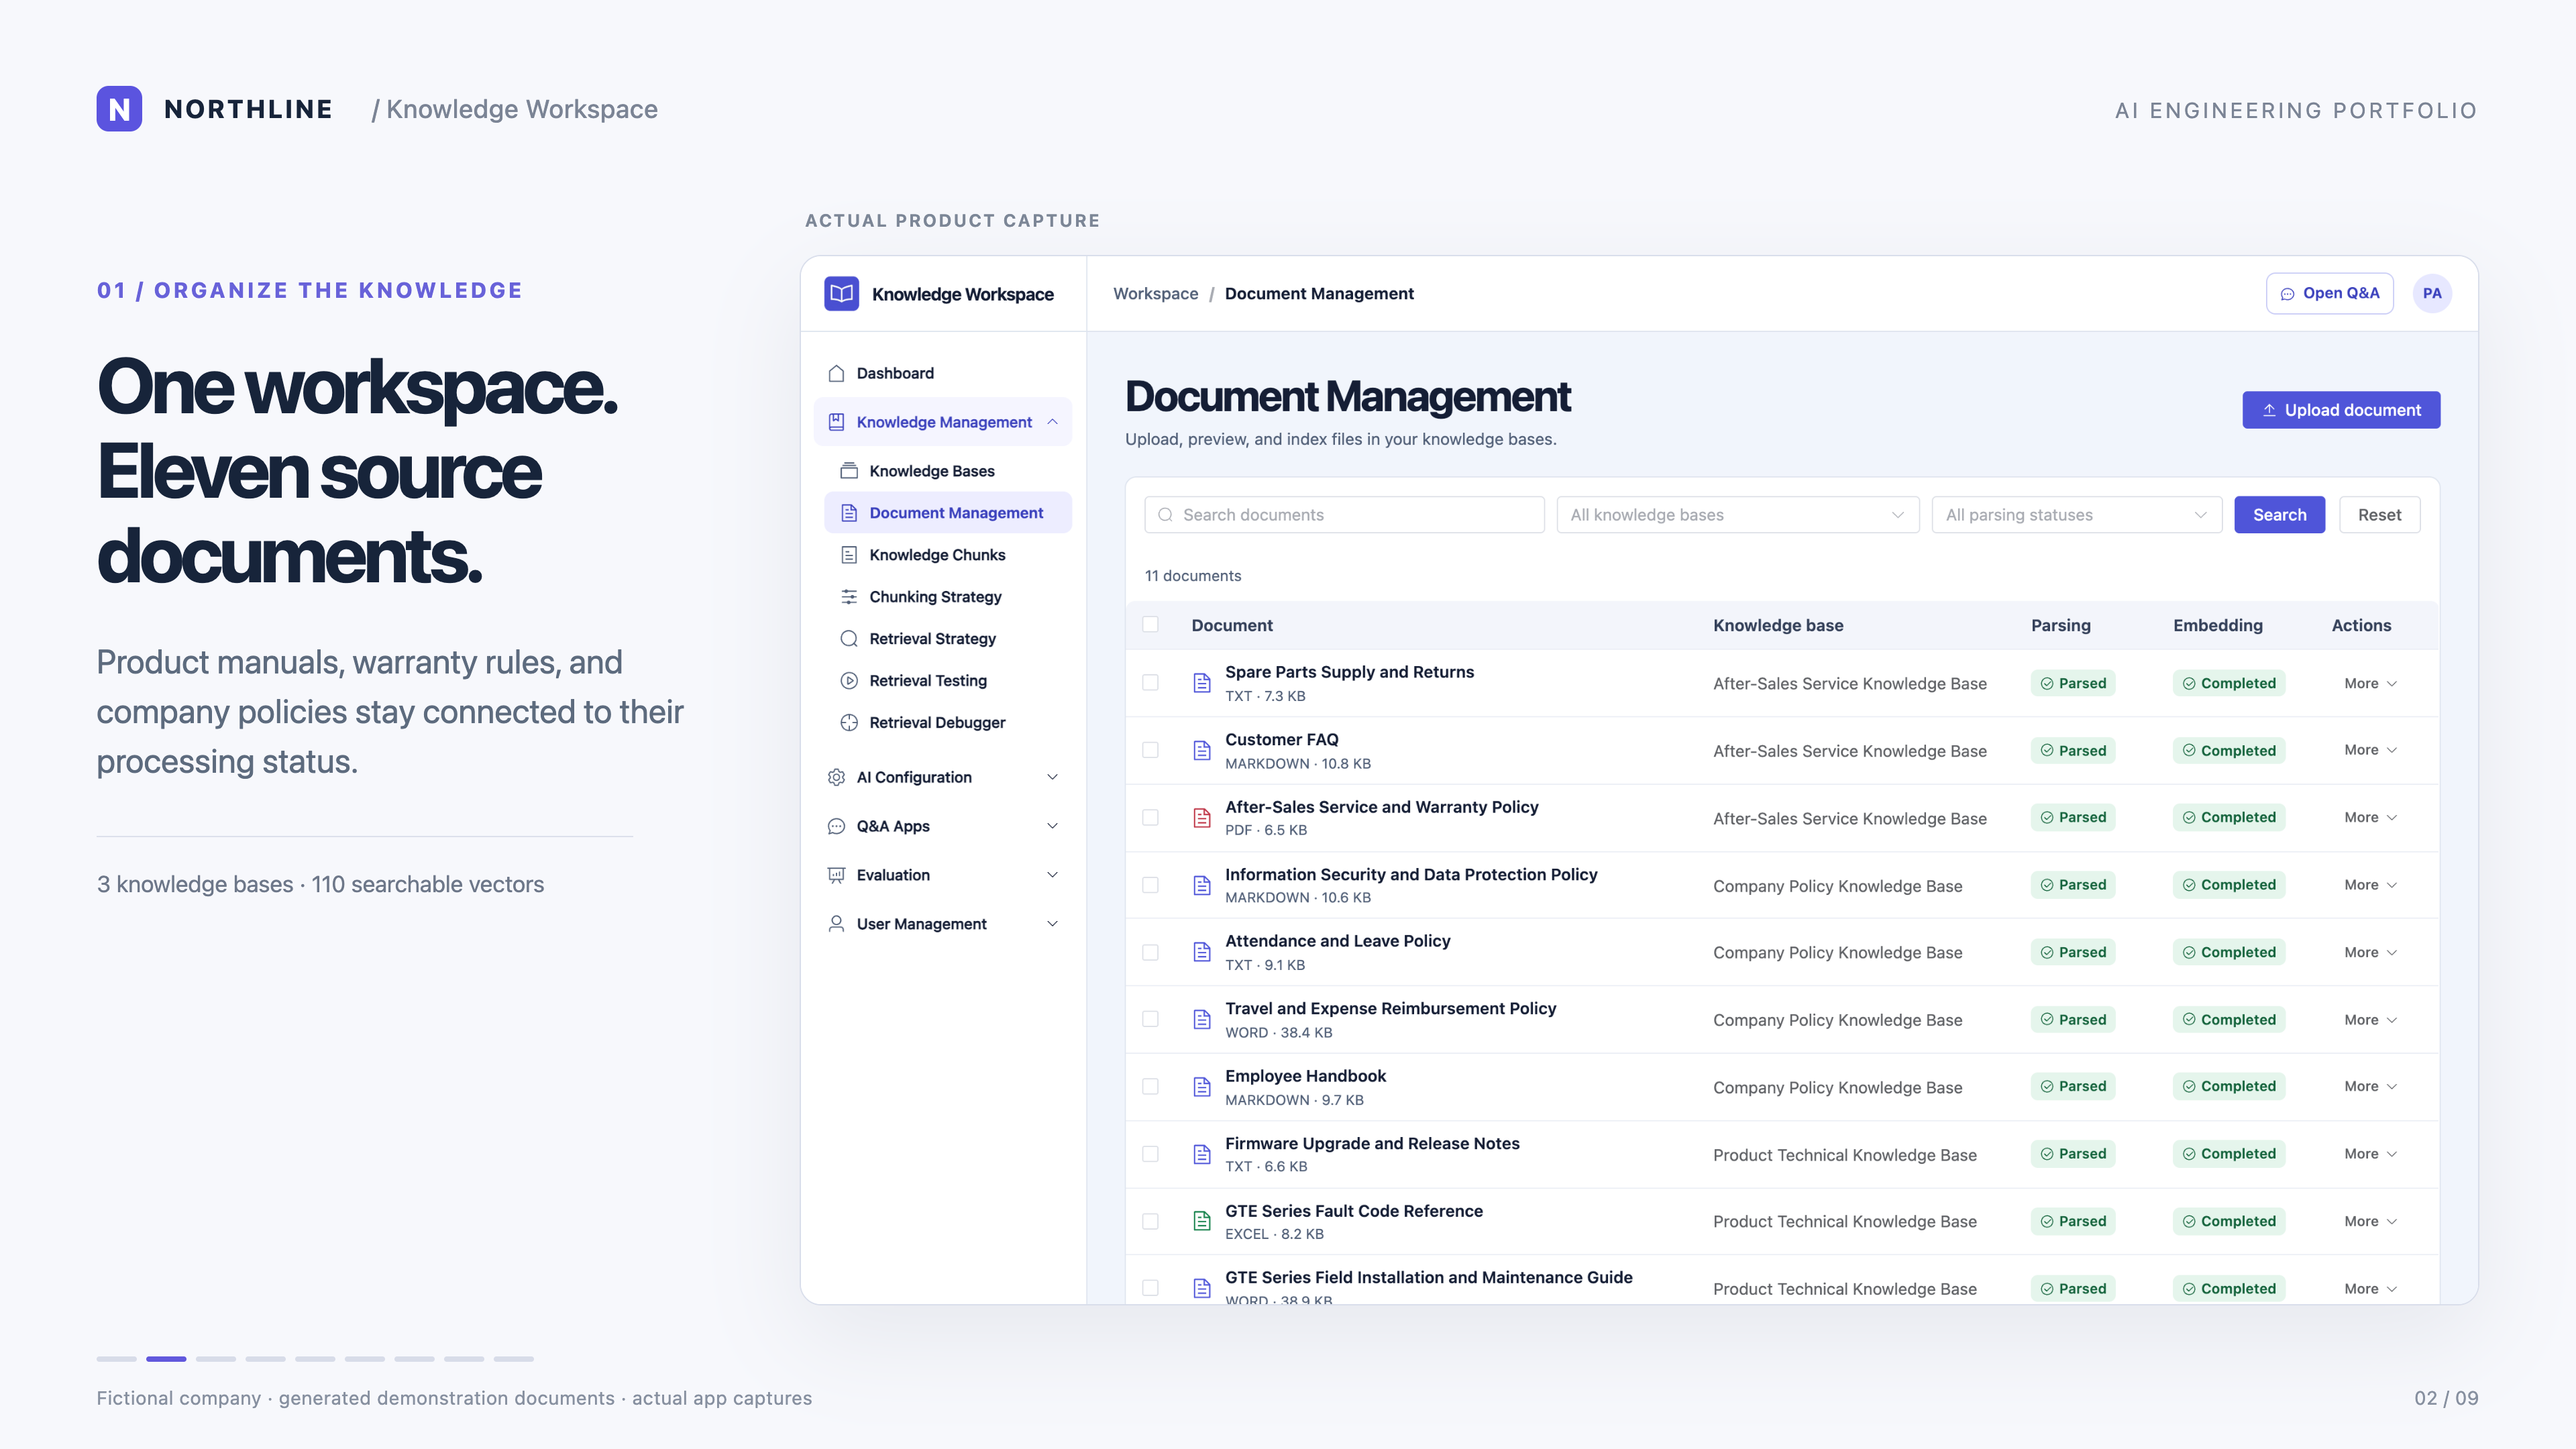 N NORTHLINE / Knowledge Workspace
AI ENGINEERING PORTFOLIO
01 / ORGANIZE THE KNOWLEDGE
One workspace.
Eleven source
documents.
Product manuals, warranty rules, and
company policies stay connected to their
processing status.
3 knowledge bases · 110 searchable vectors
ACTUAL PRODUCT CAPTURE
Knowledge Workspace
Dashboard
Knowledge Management
Knowledge Bases
Document Management
Knowledge Chunks
Chunking Strategy
Retrieval Strategy
Retrieval Testing
Retrieval Debugger
AI Configuration
Q&A Apps
Evaluation
User Management
Workspace / Document Management
Open Q&A
PA
Document Management
Upload, preview, and index files in your knowledge bases.
Upload document
Search documents
All knowledge bases
All parsing statuses
Search
Reset
11 documents
Document Knowledge base Parsing Embedding Actions
Spare Parts Supply and Returns
TXT · 7.3 KB
After-Sales Service Knowledge Base Parsed Completed More
Customer FAQ
MARKDOWN · 10.8 KB
After-Sales Service Knowledge Base Parsed Completed More
After-Sales Service and Warranty Policy
PDF · 6.5 KB
After-Sales Service Knowledge Base Parsed Completed More
Information Security and Data Protection Policy
MARKDOWN · 10.6 KB
Company Policy Knowledge Base Parsed Completed More
Attendance and Leave Policy
TXT · 9.1 KB
Company Policy Knowledge Base Parsed Completed More
Travel and Expense Reimbursement Policy
WORD · 38.4 KB
Company Policy Knowledge Base Parsed Completed More
Employee Handbook
MARKDOWN · 9.7 KB
Company Policy Knowledge Base Parsed Completed More
Firmware Upgrade and Release Notes
TXT · 6.6 KB
Product Technical Knowledge Base Parsed Completed More
GTE Series Fault Code Reference
EXCEL · 8.2 KB
Product Technical Knowledge Base Parsed Completed More
GTE Series Field Installation and Maintenance Guide
WORD · 38.9 KB
Product Technical Knowledge Base Parsed Completed More
Fictional company · generated demonstration documents · actual app captures
02 / 09